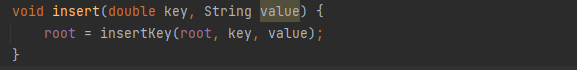 void insert(double key, String value) {
    root = insertKey(root, key, value);
}